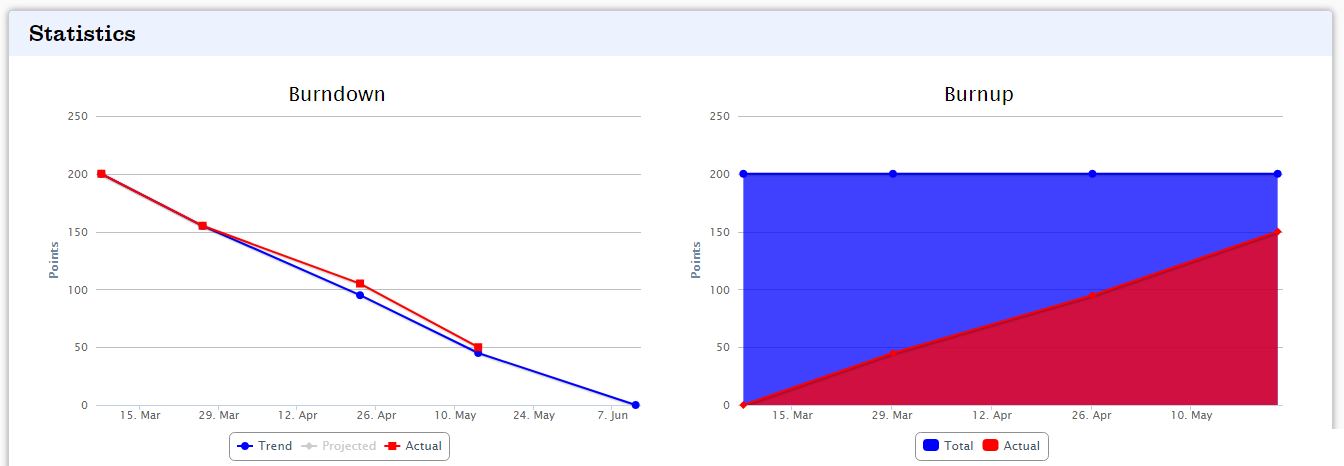 Statistics
Burndown
250
200
150
100
50
0
Points
15. Mar 29. Mar 12. Apr 26. Apr 10. May 24. May 7. Jun
Trend Projected Actual
Burnup
250
200
150
100
50
0
Points
15. Mar 29. Mar 12. Apr 26. Apr 10. May
Total Actual